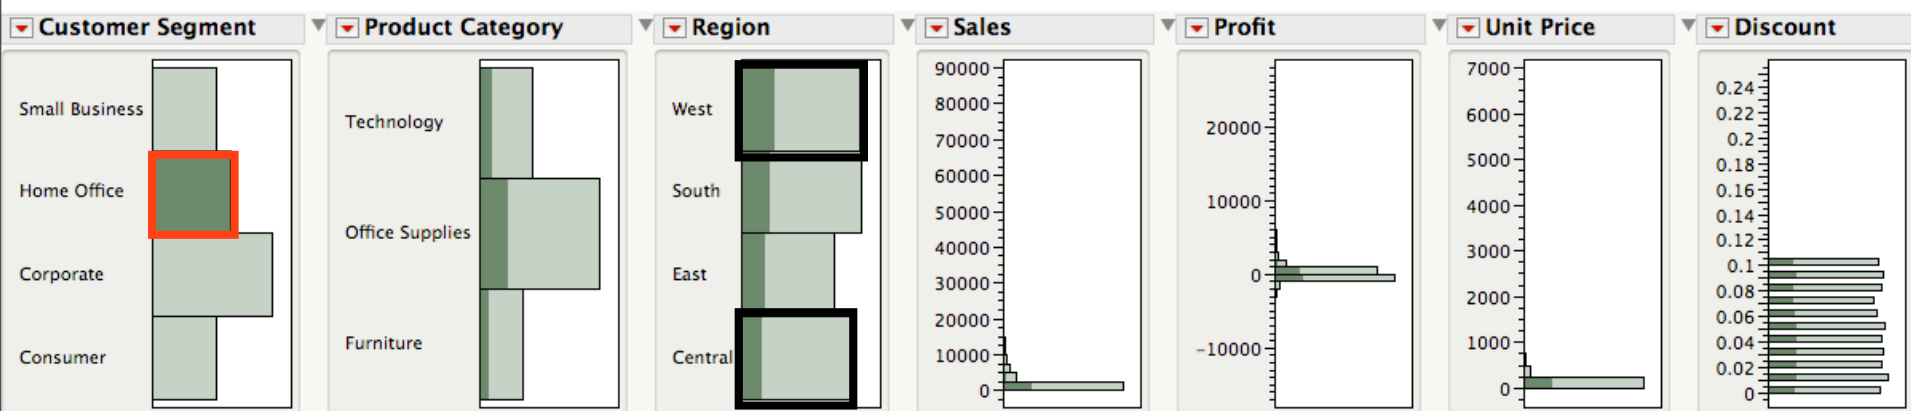 Customer Segment
Small Business
Home Office
Corporate
Consumer
Product Category
Technology
Office Supplies
Furniture
Region
West
South
East
Central
Sales
90000
80000
70000
60000
50000
40000
30000
20000
10000
0
Profit
20000
10000
0
-10000
Unit Price
7000
6000
5000
4000
3000
2000
1000
0
Discount
0.24
0.22
0.2
0.18
0.16
0.14
0.12
0.1
0.08
0.06
0.04
0.02
0